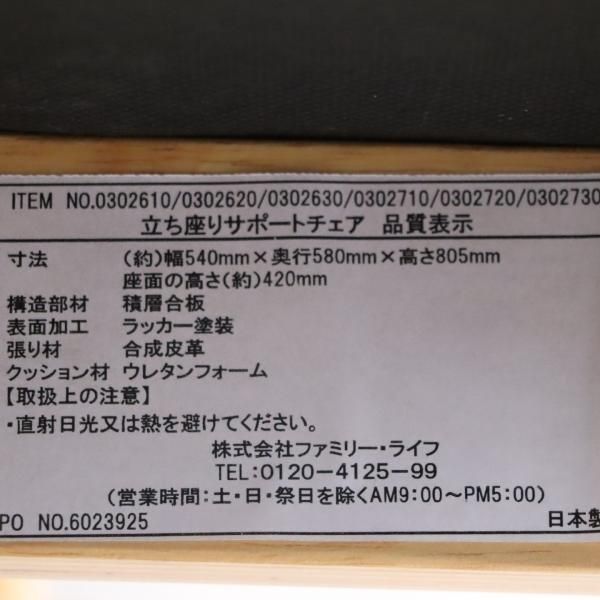 ITEM NO.0302610/0302620/0302630/0302710/0302720/0302730
立ち座りサポートチェア 品質表示
寸法 (約)幅540mm×奥行580mm×高さ805mm
座面の高さ(約)420mm
構造部材 積層合板
表面加工 ラッカー塗装
張り材 合成皮革
クッション材 ウレタンフォーム
【取扱上の注意】
・直射日光又は熱を避けてください。
株式会社ファミリー・ライフ
TEL:0120-4125-99
(営業時間:土・日・祭日を除くAM9:00～PM5:00)
PO NO.6023925 日本製